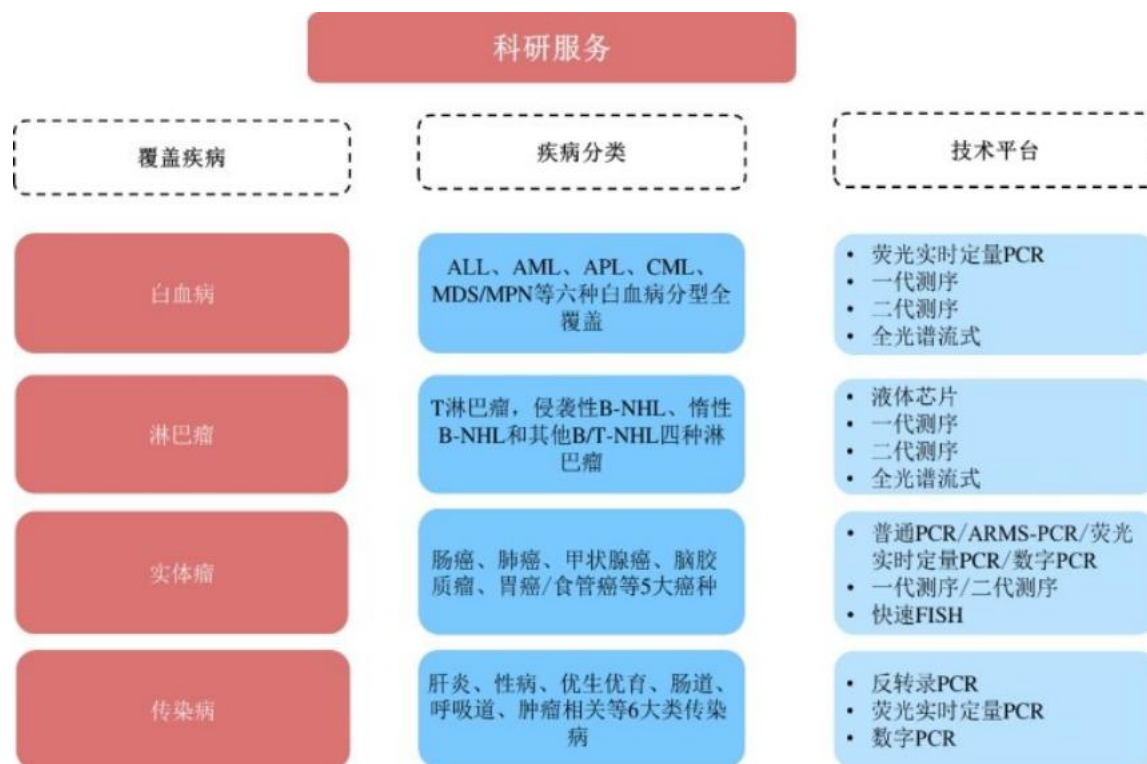 科研服务
覆盖疾病
疾病分类
技术平台
白血病
ALL、AML、APL、CML、
MDS/MPN等六种白血病分型全
覆盖
• 荧光实时定量PCR
• 一代测序
• 二代测序
• 全光谱流式
淋巴瘤
T淋巴瘤，侵袭性B-NHL、惰性
B-NHL和其他B/T-NHL四种淋
巴瘤
• 液体芯片
• 一代测序
• 二代测序
• 全光谱流式
实体瘤
肠癌、肺癌、甲状腺癌、脑胶
质瘤、胃癌/食管癌等5大癌种
• 普通PCR/ARMS-PCR/荧光
实时定量PCR/数字PCR
• 一代测序/二代测序
• 快速FISH
传染病
肝炎、性病、优生优育、肠道、
呼吸道、肿瘤相关等6大类传染
病
• 反转录PCR
• 荧光实时定量PCR
• 数字PCR